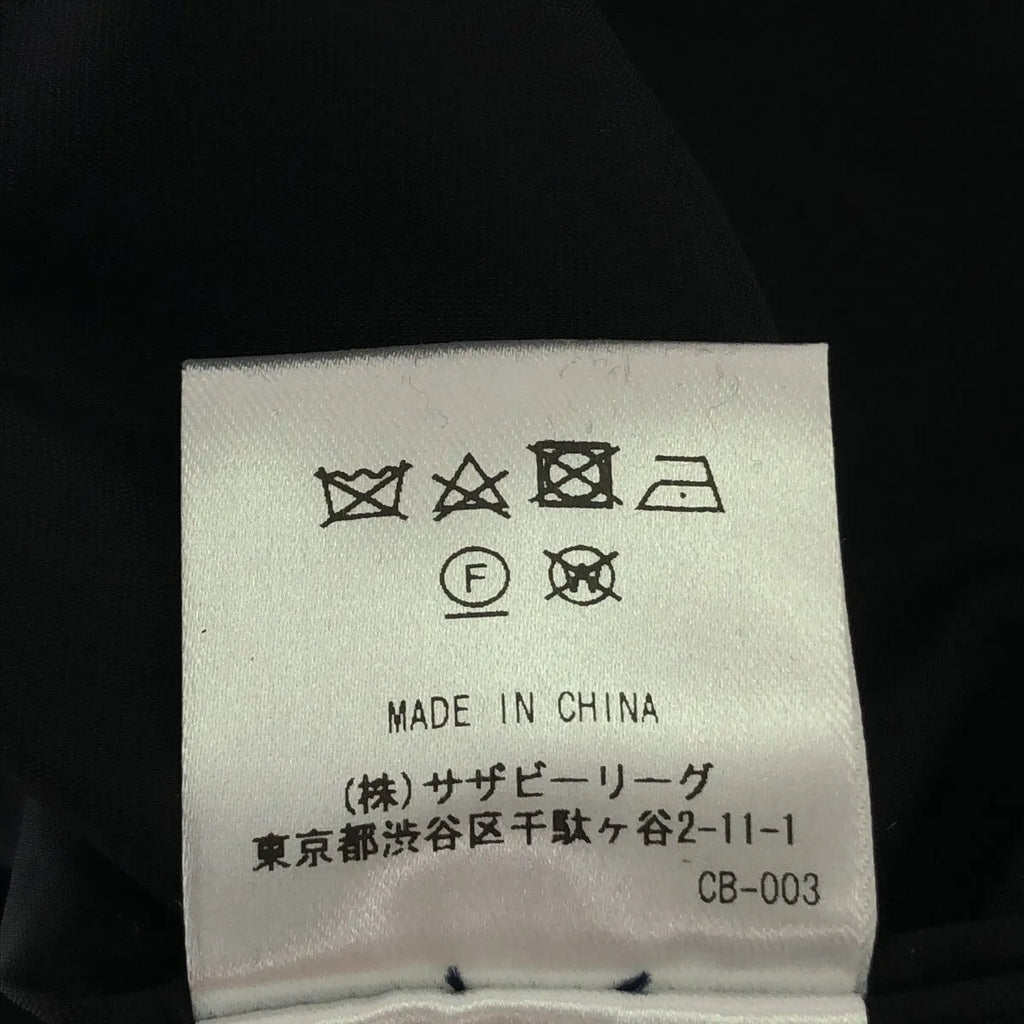 F W
MADE IN CHINA
(株)サザビーリーグ
東京都渋谷区千駄ヶ谷2-11-1
CB-003